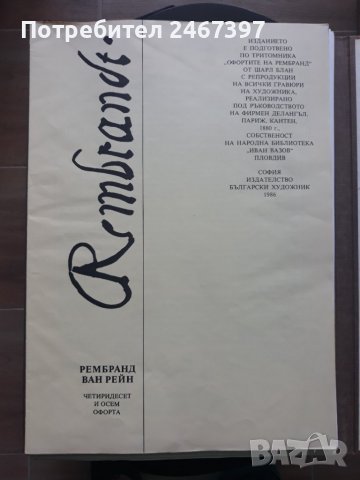 Потребител 2467397
ИЗДАНИЕТО
Е ПОДГОТВЕНО
ПО ТРИТОМНИКА
„ОФОРТИТЕ НА РЕМБРАНД“
ОТ ШАРЛ БЛАН
С РЕПРОДУКЦИИ
НА ВСИЧКИ ГРАВЮРИ
НА ХУДОЖНИКА,
РЕАЛИЗИРАНО
ПОД РЪКОВОДСТВОТО
НА ФИРМЕН ДЕЛАНГЪЛ,
ПАРИЖ, КАНТЕН,
1880 г.,
СОБСТВЕНОСТ
НА НАРОДНА БИБЛИОТЕКА
„ИВАН ВАЗОВ“
ПЛОВДИВ
СОФИЯ
ИЗДАТЕЛСТВО
БЪЛГАРСКИ ХУДОЖНИК
1986
Rembrandt.
РЕМБРАНД
ВАН РЕЙН
ЧЕТИРИДЕСЕТ
И ОСЕМ
ОФОРТА
BAZAR